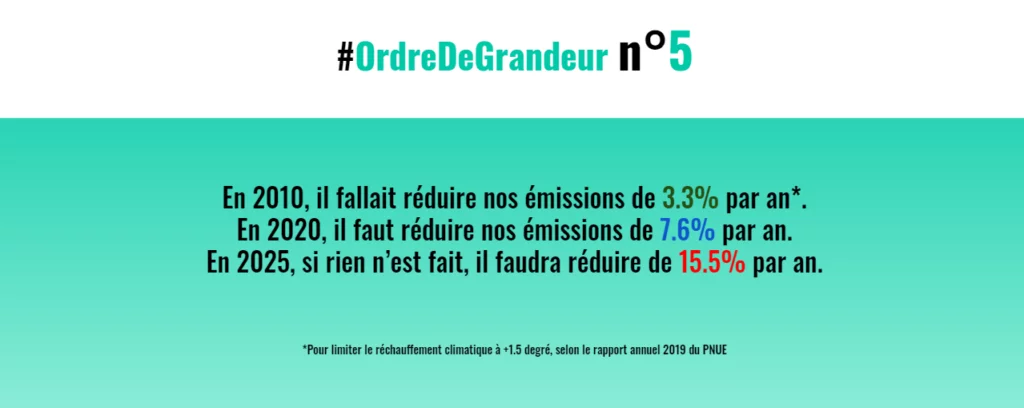 #OrdreDeGrandeur n°5
En 2010, il fallait réduire nos émissions de 3.3% par an*.
En 2020, il faut réduire nos émissions de 7.6% par an.
En 2025, si rien n’est fait, il faudra réduire de 15.5% par an.
*Pour limiter le réchauffement climatique à +1.5 degré, selon le rapport annuel 2019 du PNUE